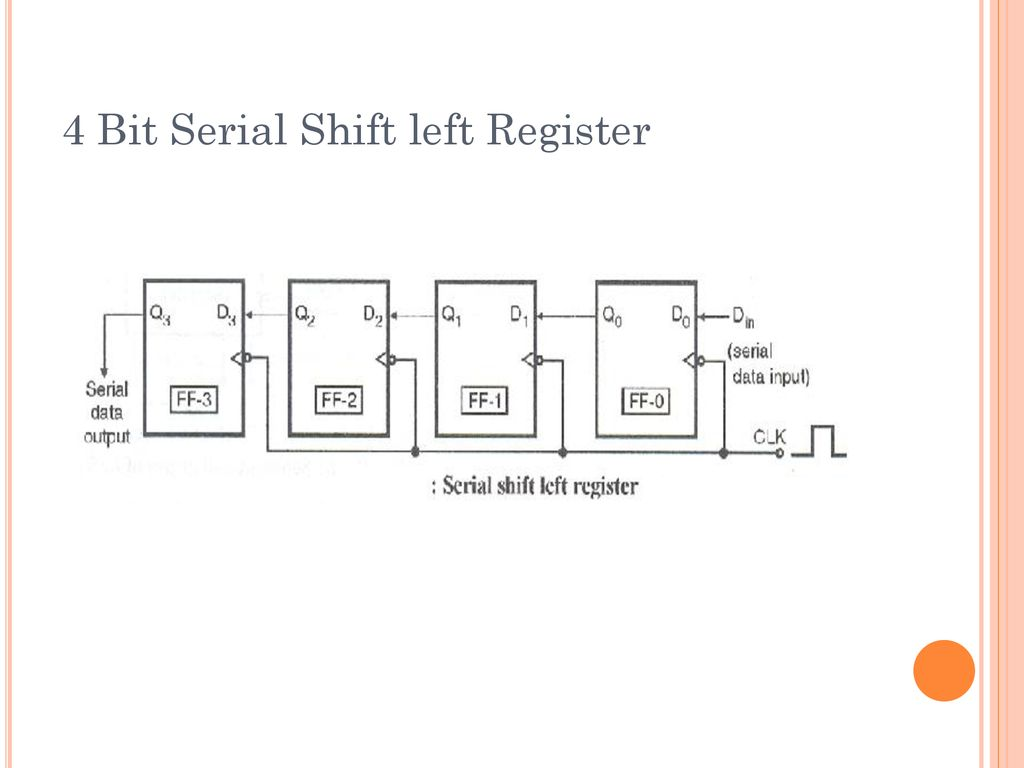 4 Bit Serial Shift left Register
Q3 D3 Q2 D2 Q1 D1 Q0 D0 Din
(serial
data input)
Serial
data
output
FF-3 FF-2 FF-1 FF-0
CLK
: Serial shift left register